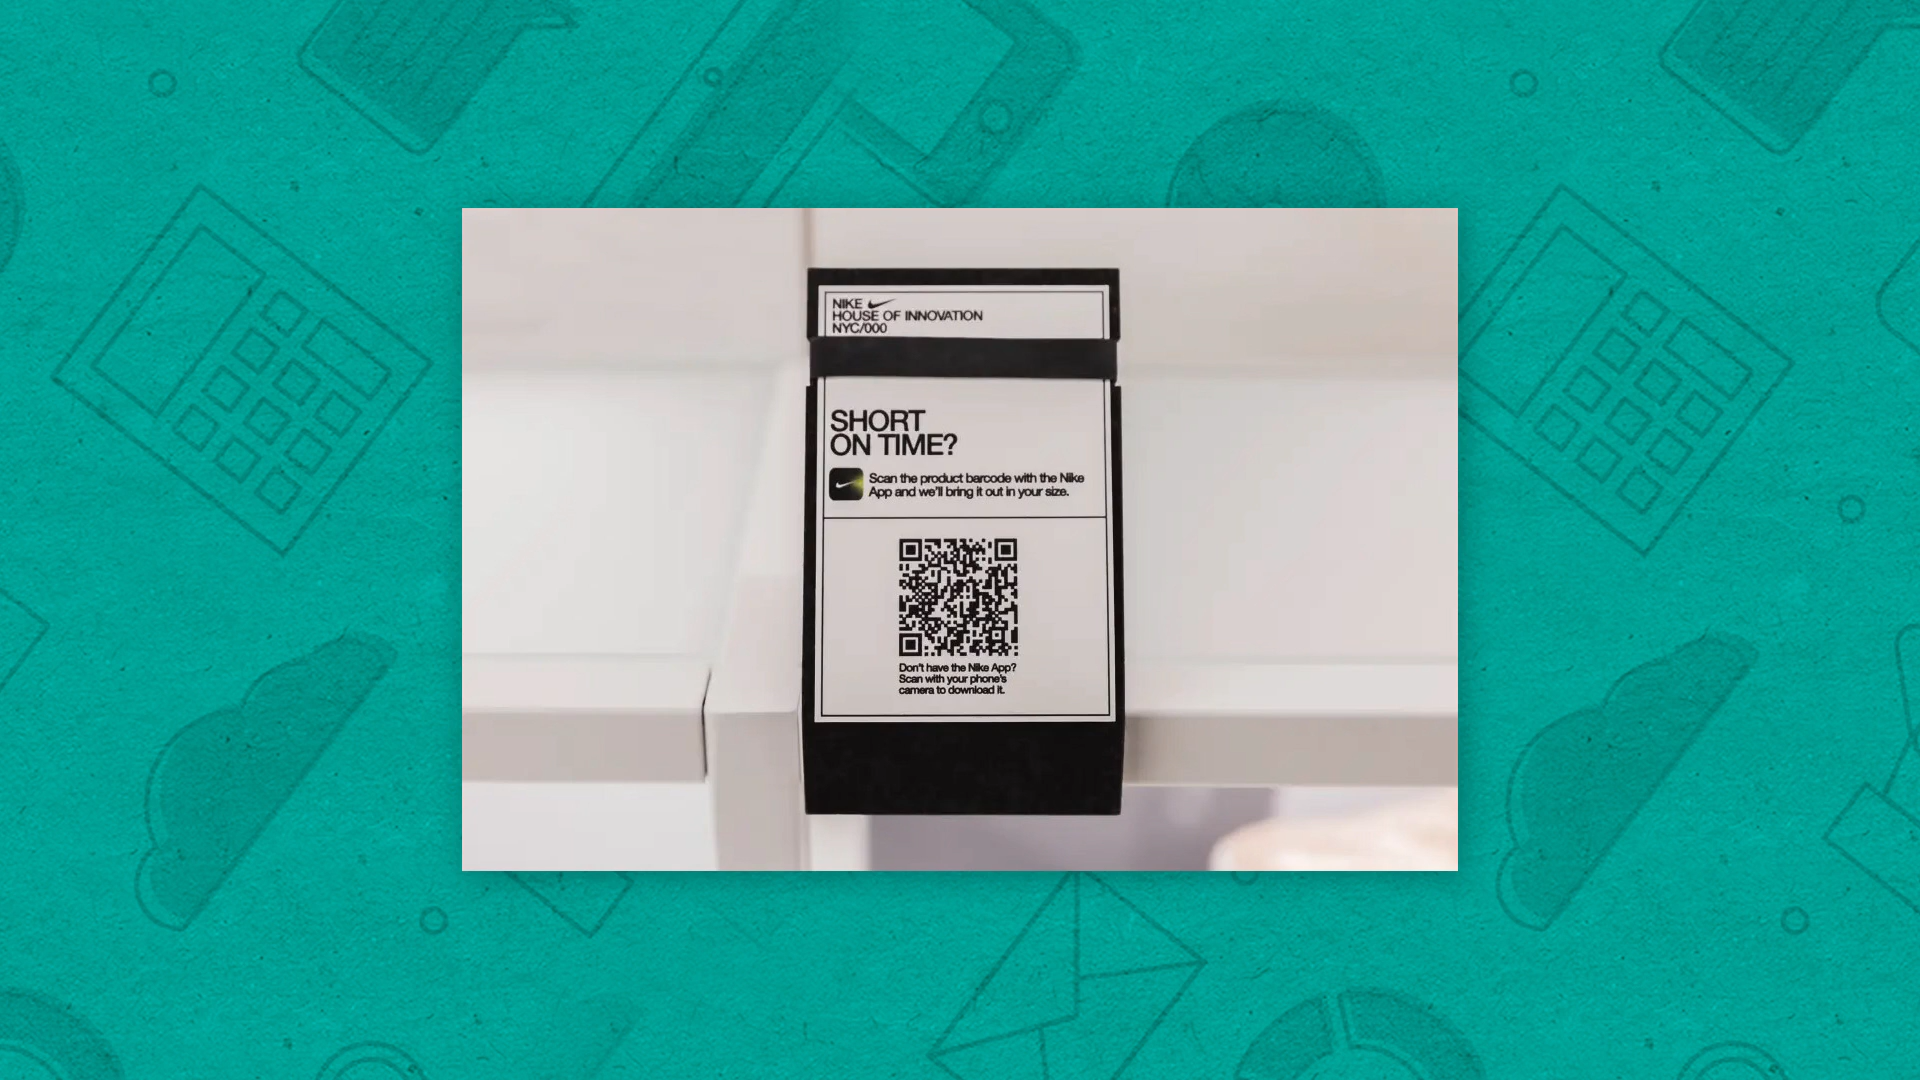 NIKE
HOUSE OF INNOVATION
NYC/000
SHORT
ON TIME?
Scan the product barcode with the Nike
App and we'll bring it out in your size.
Don't have the Nike App?
Scan with your phone's
camera to download it.